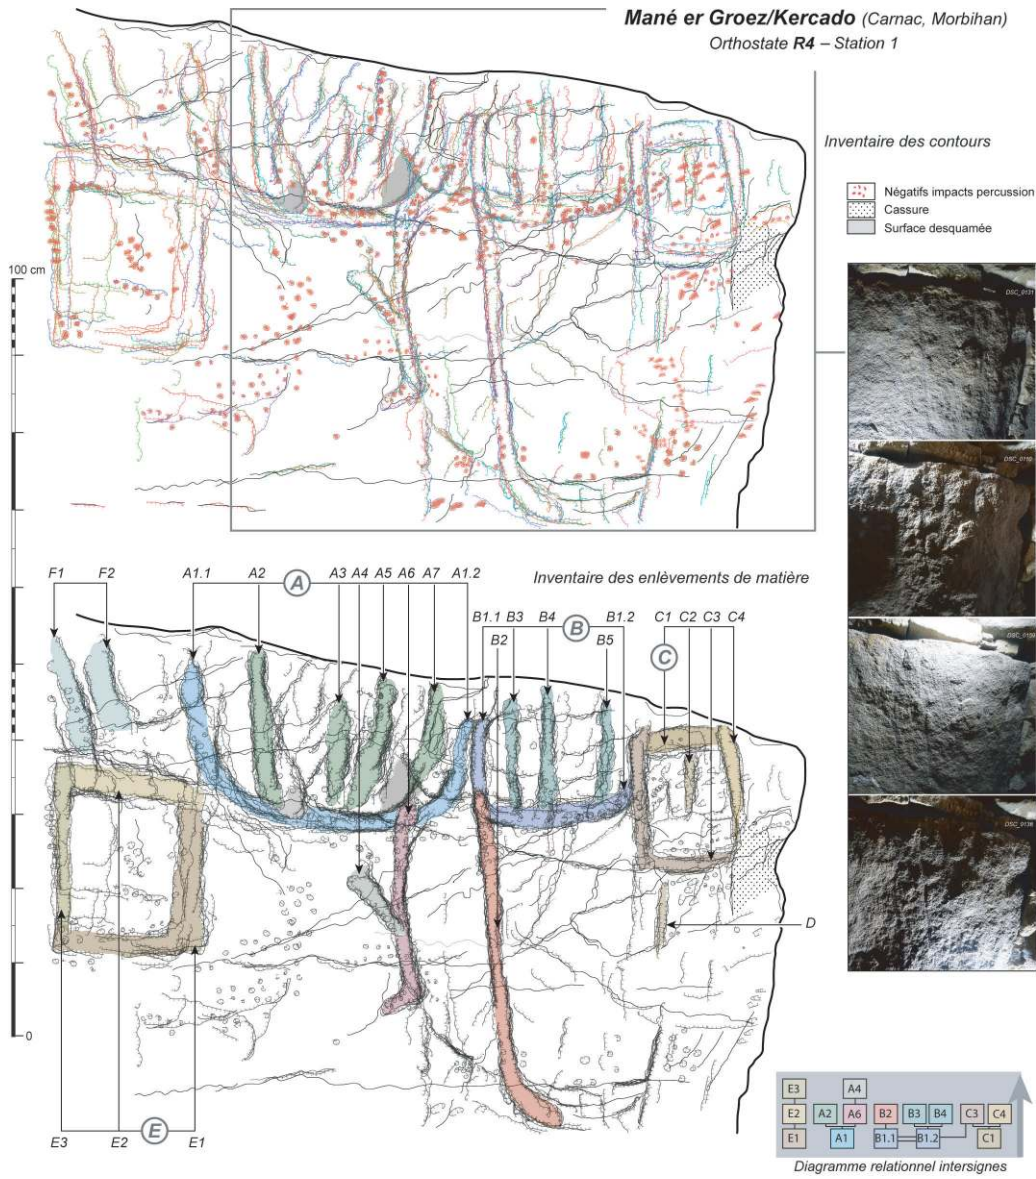 Mané er Groez/Kercado (Carnac, Morbihan)
Orthostate R4 – Station 1
Inventaire des contours
Négatifs impacts percussion
Cassure
Surface desquamée
100 cm
0
DSC_0131
DSC_0138
Inventaire des enlèvements de matière
F1 F2 A1.1 A2 A A3 A4 A5 A6 A7 A1.2
B1.1 B2 B3 B4 B B5 B1.2
C1 C2 C3 C4
C
D
E3 E2 E E1
E3 A4
E2 A2 A6 B2 B3 B4 C3 C4
E1 A1 B1.1 B1.2 C1
Diagramme relationnel intersignes